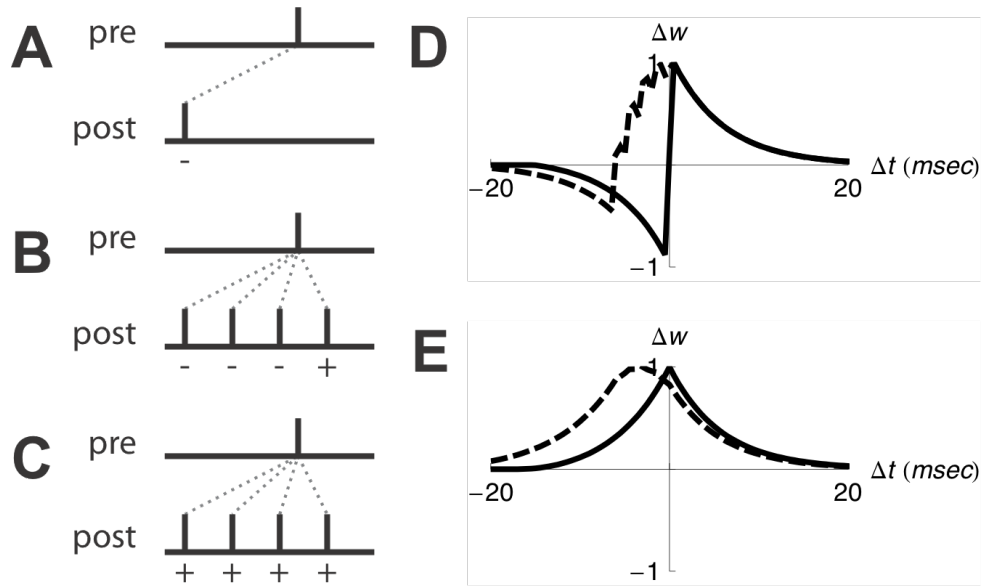 A
pre
post
-
B
pre
post
- - - +
C
pre
post
+ + + +
D
Δw
1
-20
20
Δt (msec)
-1
E
Δw
1
-20
20
Δt (msec)
-1